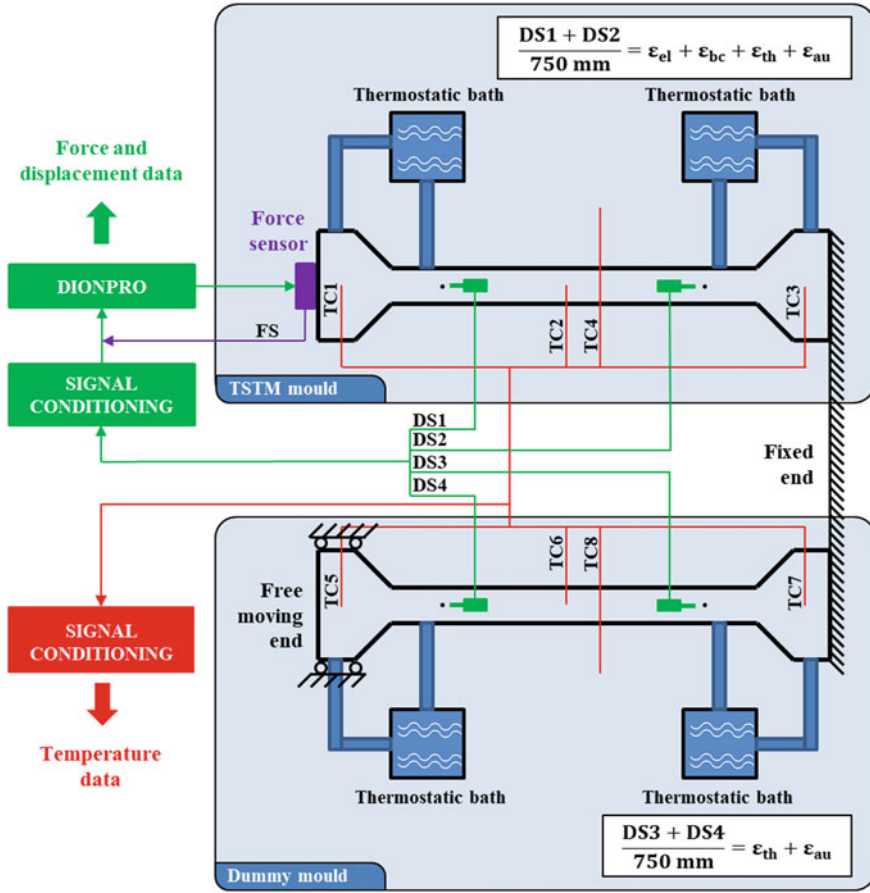 DS1 + DS2
750 mm
= εel + εbc + εth + εau
Thermostatic bath
Thermostatic bath
Force and
displacement data
Force
sensor
DIONPRO
TC1
TC2
TC4
TC3
FS
SIGNAL
CONDITIONING
TSTM mould
DS1
DS2
DS3
DS4
Fixed
end
TC5
TC6
TC8
TC7
Free
moving
end
SIGNAL
CONDITIONING
Temperature
data
Thermostatic bath
Thermostatic bath
DS3 + DS4
750 mm
= εth + εau
Dummy mould